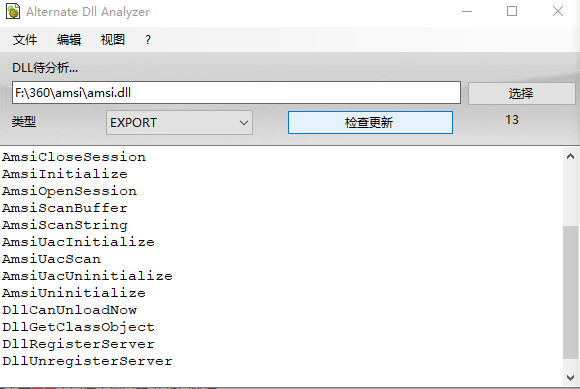 Alternate Dll Analyzer
文件 编辑 视图 ?
DLL待分析...
F:\360\amsi\amsi.dll 选择
类型 EXPORT 检查更新 13
AmsiCloseSession
AmsiInitialize
AmsiOpenSession
AmsiScanBuffer
AmsiScanString
AmsiUacInitialize
AmsiUacScan
AmsiUacUninitialize
AmsiUninitialize
DllCanUnloadNow
DllGetClassObject
DllRegisterServer
DllUnregisterServer